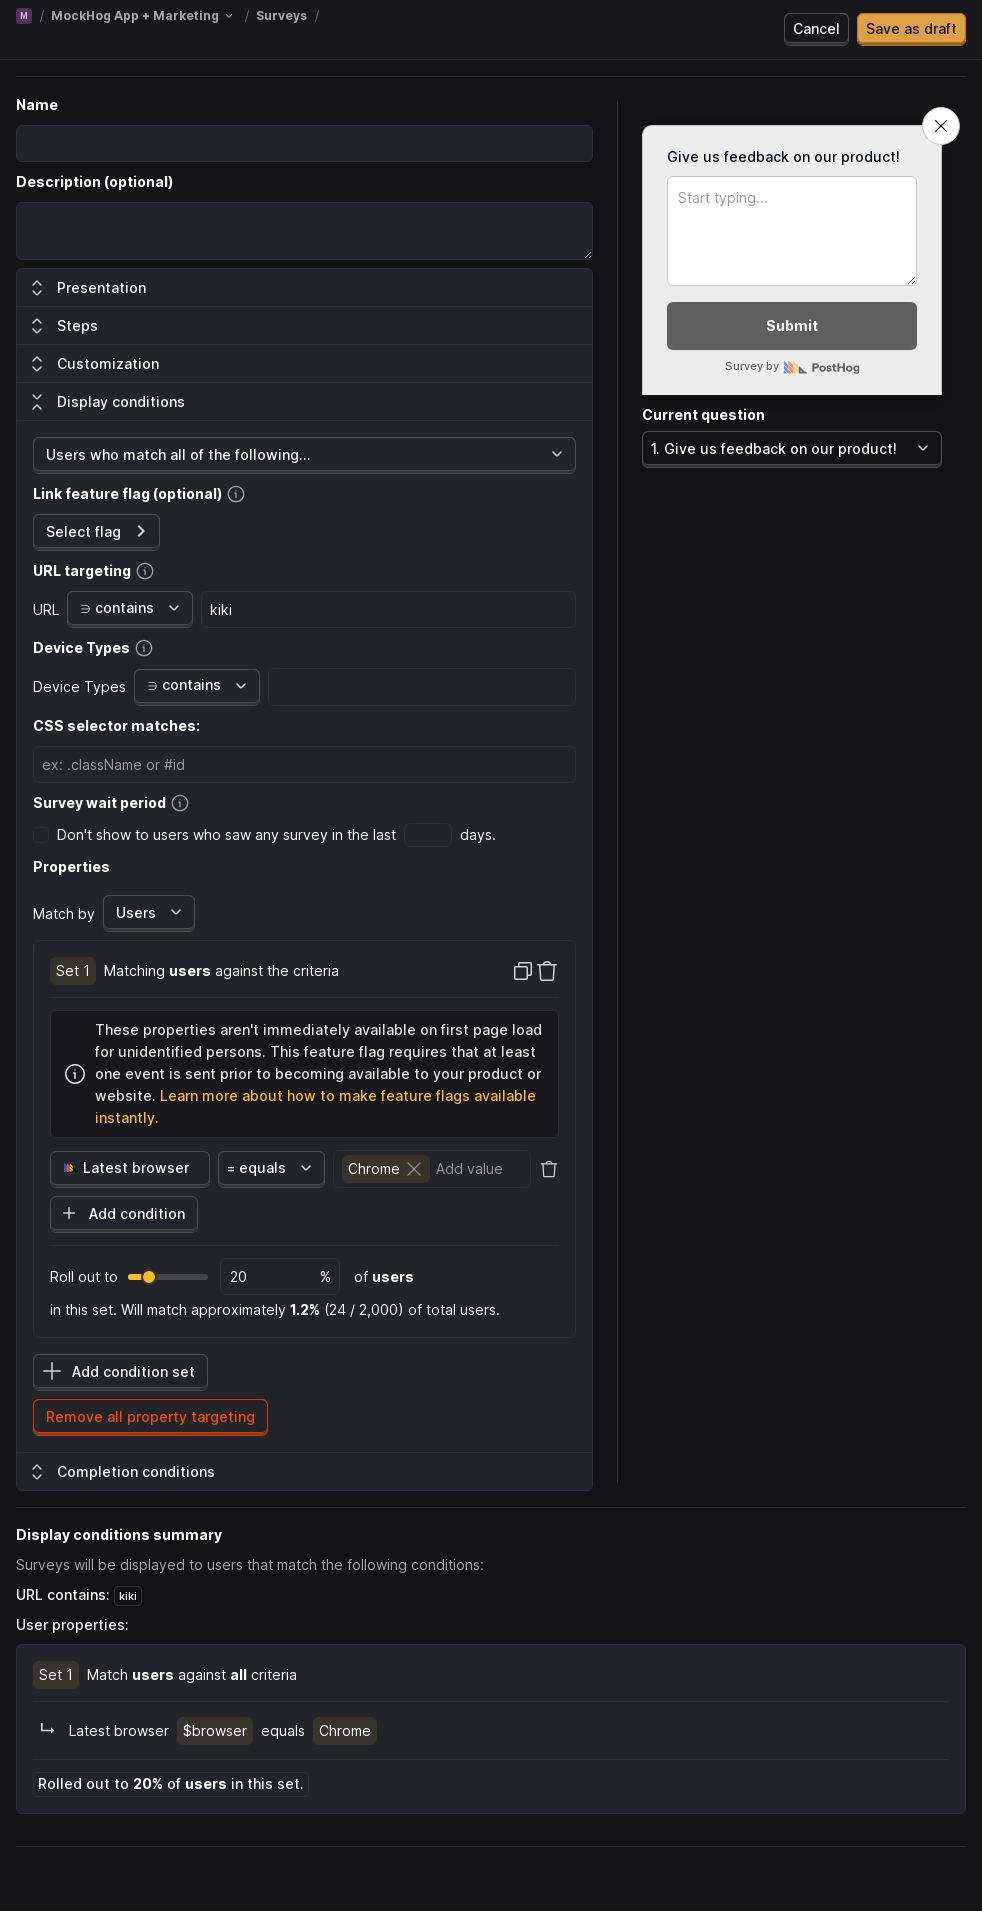 M / MockHog App + Marketing / Surveys /
Cancel
Save as draft
Name
Description (optional)
Presentation
Steps
Customization
Display conditions
Users who match all of the following...
Link feature flag (optional)
Select flag
URL targeting
URL ∋ contains kiki
Device Types
Device Types ∋ contains
CSS selector matches:
ex: .className or #id
Survey wait period
Don't show to users who saw any survey in the last days.
Properties
Match by Users
Set 1 Matching users against the criteria
These properties aren't immediately available on first page load
for unidentified persons. This feature flag requires that at least
one event is sent prior to becoming available to your product or
website. Learn more about how to make feature flags available
instantly.
Latest browser = equals Chrome Add value
Add condition
Roll out to 20 % of users
in this set. Will match approximately 1.2% (24 / 2,000) of total users.
Add condition set
Remove all property targeting
Completion conditions
Give us feedback on our product!
Start typing...
Submit
Survey by PostHog
Current question
1. Give us feedback on our product!
Display conditions summary
Surveys will be displayed to users that match the following conditions:
URL contains: kiki
User properties:
Set 1 Match users against all criteria
Latest browser $browser equals Chrome
Rolled out to 20% of users in this set.